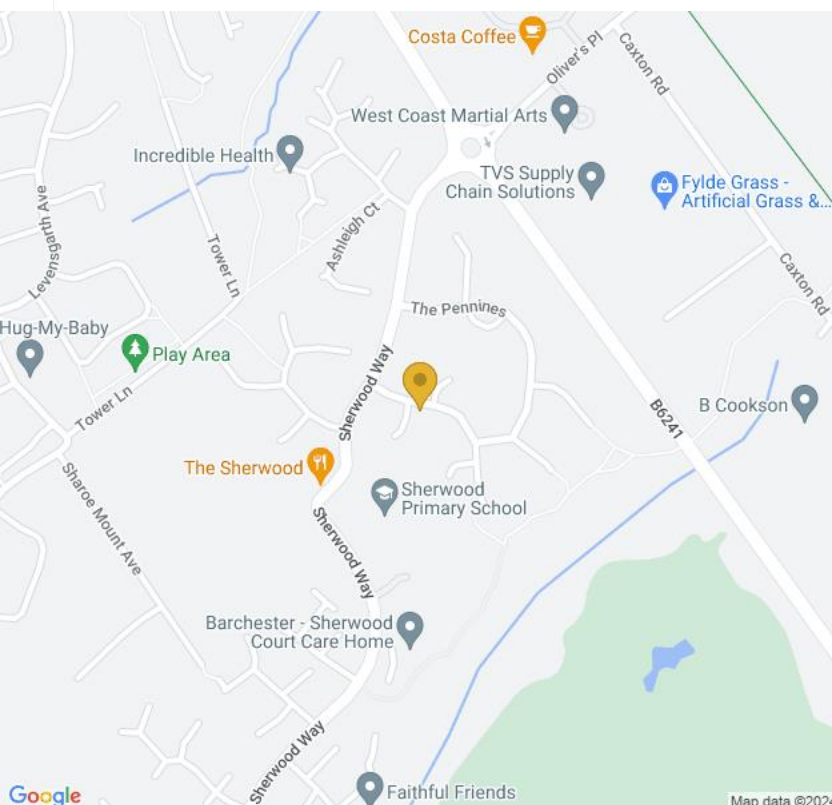 Costa Coffee
Oliver's Pl
Caxton Rd
West Coast Martial Arts
Incredible Health
TVS Supply
Chain Solutions
Fylde Grass -
Artificial Grass &...
Levensgarth Ave
Ashleigh Ct
Tower Ln
Caxton Rd
The Pennines
Hug-My-Baby
Play Area
Sherwood Way
Tower Ln
B6241
B Cookson
The Sherwood
Sherwood
Primary School
Sharoe Mount Ave
Sherwood Way
Barchester - Sherwood
Court Care Home
Sherwood Way
Faithful Friends
Google
Map data ©2024